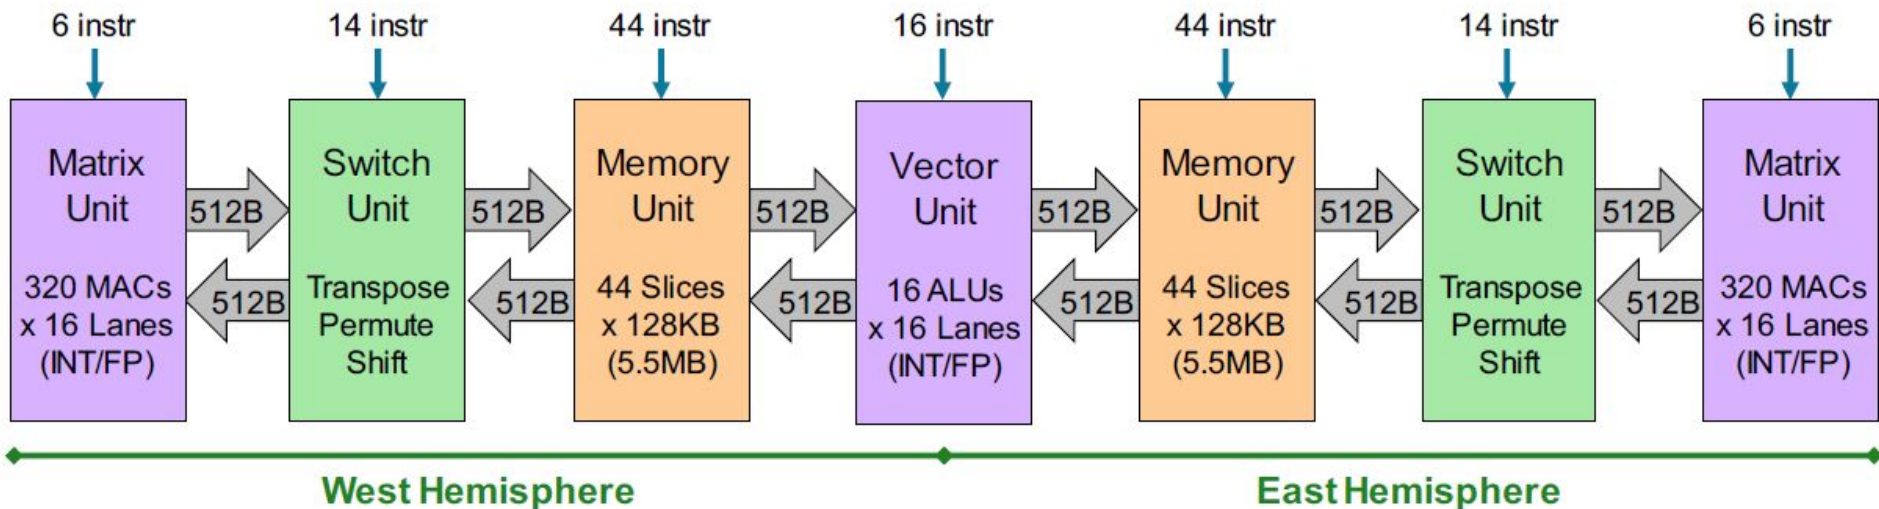 6 instr
14 instr
44 instr
16 instr
44 instr
14 instr
6 instr
Matrix
Unit
320 MACs
x 16 Lanes
(INT/FP)
512B
512B
Switch
Unit
Transpose
Permute
Shift
512B
512B
Memory
Unit
44 Slices
x 128KB
(5.5MB)
512B
512B
Vector
Unit
16 ALUs
x 16 Lanes
(INT/FP)
512B
512B
Memory
Unit
44 Slices
x 128KB
(5.5MB)
512B
512B
Switch
Unit
Transpose
Permute
Shift
512B
512B
Matrix
Unit
320 MACs
x 16 Lanes
(INT/FP)
West Hemisphere
East Hemisphere